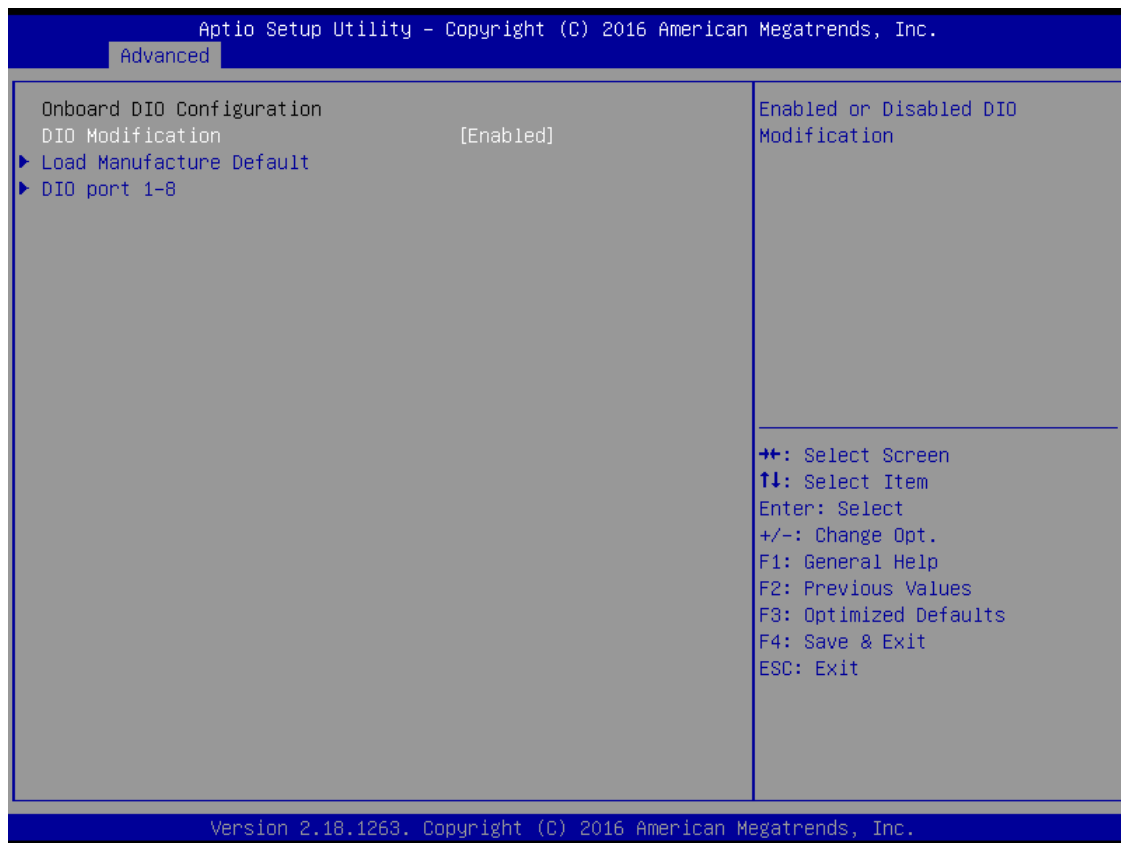 Aptio Setup Utility – Copyright (C) 2016 American Megatrends, Inc.
Advanced
Onboard DIO Configuration
DIO Modification [Enabled]
▶ Load Manufacture Default
▶ DIO port 1-8
Enabled or Disabled DIO
Modification
→←: Select Screen
↑↓: Select Item
Enter: Select
+/-: Change Opt.
F1: General Help
F2: Previous Values
F3: Optimized Defaults
F4: Save & Exit
ESC: Exit
Version 2.18.1263. Copyright (C) 2016 American Megatrends, Inc.